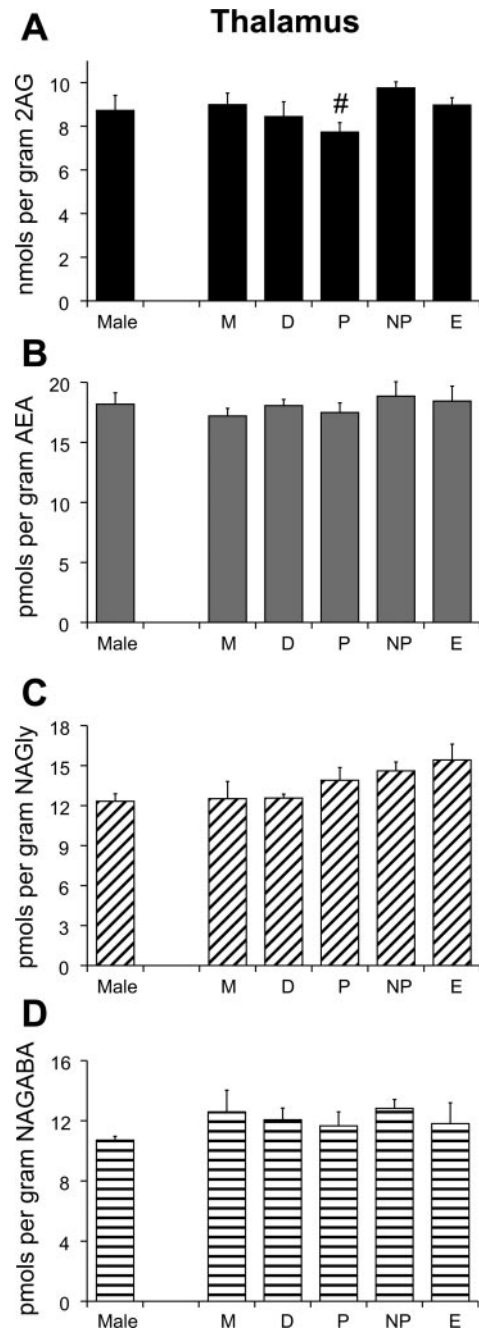 Thalamus
A
nmols per gram 2AG
10
8
6
4
2
0
#
Male M D P NP E
B
pmols per gram AEA
20
15
10
5
0
Male M D P NP E
C
pmols per gram NAGly
18
15
12
9
6
3
0
Male M D P NP E
D
pmols per gram NAGABA
16
12
8
4
0
Male M D P NP E